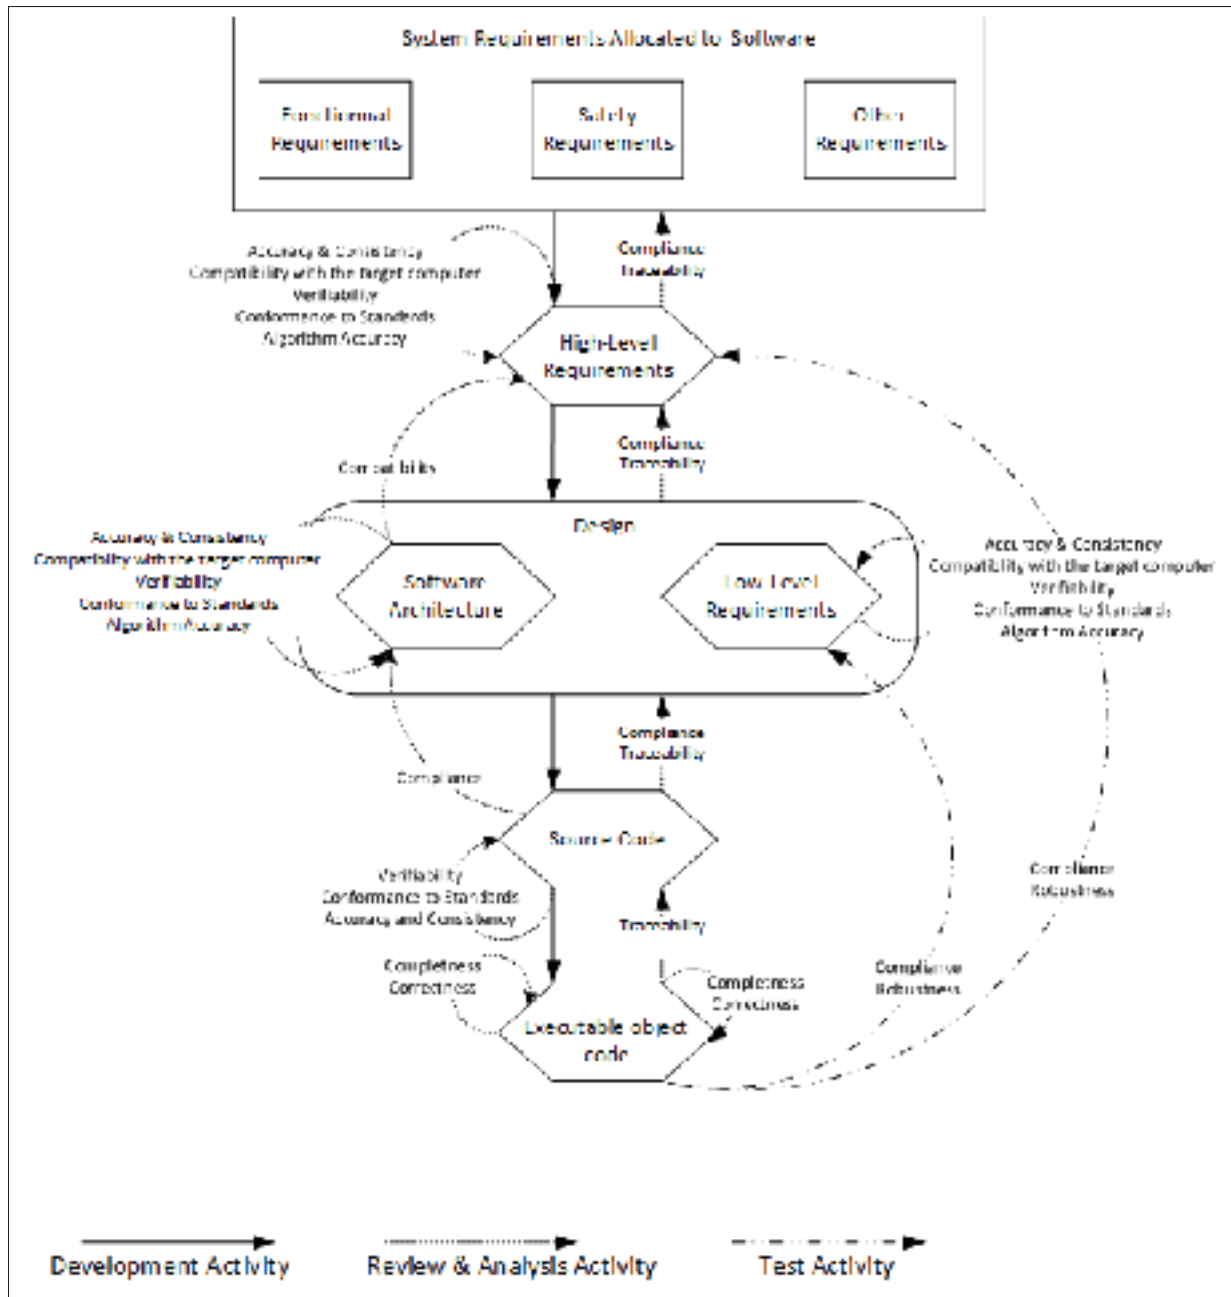 System Requirements Allocated to Software
Fonctionnal
Requirements
Safety
Requirements
Other
Requirements
Accuracy & Consistency
Compatibility with the target computer
Verifiability
Conformance to Standards
Algorithm Accuracy
Compliance
Traceability
High-Level
Requirements
Compatibility
Compliance
Traceability
Design
Accuracy & Consistency
Compatibility with the target computer
Verifiability
Conformance to Standards
Algorithm Accuracy
Software
Architecture
Low-Level
Requirements
Accuracy & Consistency
Compatiblity with the target computer
Verifiability
Conformance to Standards
Algorithm Accuracy
Compliance
Traceability
Compliance
Source Code
Verifiability
Conformance to Standards
Accuracy and Consistency
Traceability
Compliance
Robustness
Completness
Correctness
Completness
Correctness
Compliance
Robustness
Executable object
code
Development Activity
Review & Analysis Activity
Test Activity